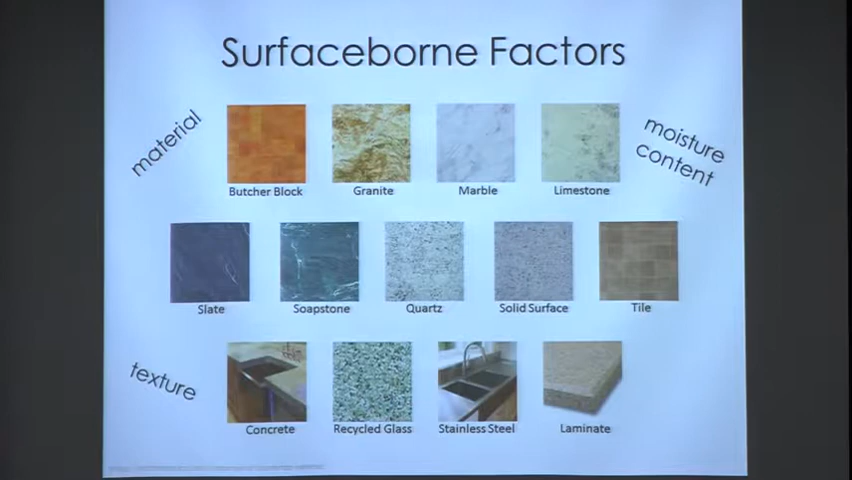 Surfaceborne Factors
material
moisture
content
Butcher Block
Granite
Marble
Limestone
Slate
Soapstone
Quartz
Solid Surface
Tile
texture
Concrete
Recycled Glass
Stainless Steel
Laminate